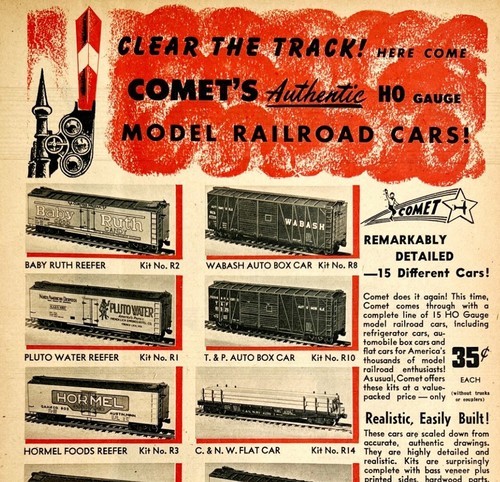 CLEAR THE TRACK! HERE COME
COMET'S Authentic HO GAUGE
MODEL RAILROAD CARS!
Baby Ruth
BABY RUTH REEFER Kit No. R2
WABASH
WABASH AUTO BOX CAR Kit No. R8
PLUTO WATER
PLUTO WATER REEFER Kit No. R1
T. & P. AUTO BOX CAR Kit No. R10
HORMEL
HORMEL FOODS REEFER Kit No. R3
C. & N. W. FLAT CAR Kit No. R14
COMET
REMARKABLY
DETAILED
—15 Different Cars!
Comet does it again! This time,
Comet comes through with a
complete line of 15 HO Gauge
model railroad cars, including
refrigerator cars, au-
tomobile box cars and
flat cars for America's
thousands of model
railroad enthusiasts!
As usual, Comet offers
these kits at a value-
packed price — only
35¢
EACH
(without trucks
or couplers)
Realistic, Easily Built!
These cars are scaled down from
accurate, authentic drawings.
They are highly detailed and
realistic. Kits are surprisingly
complete with bass veneer plus
printed sides, hardwood parts,